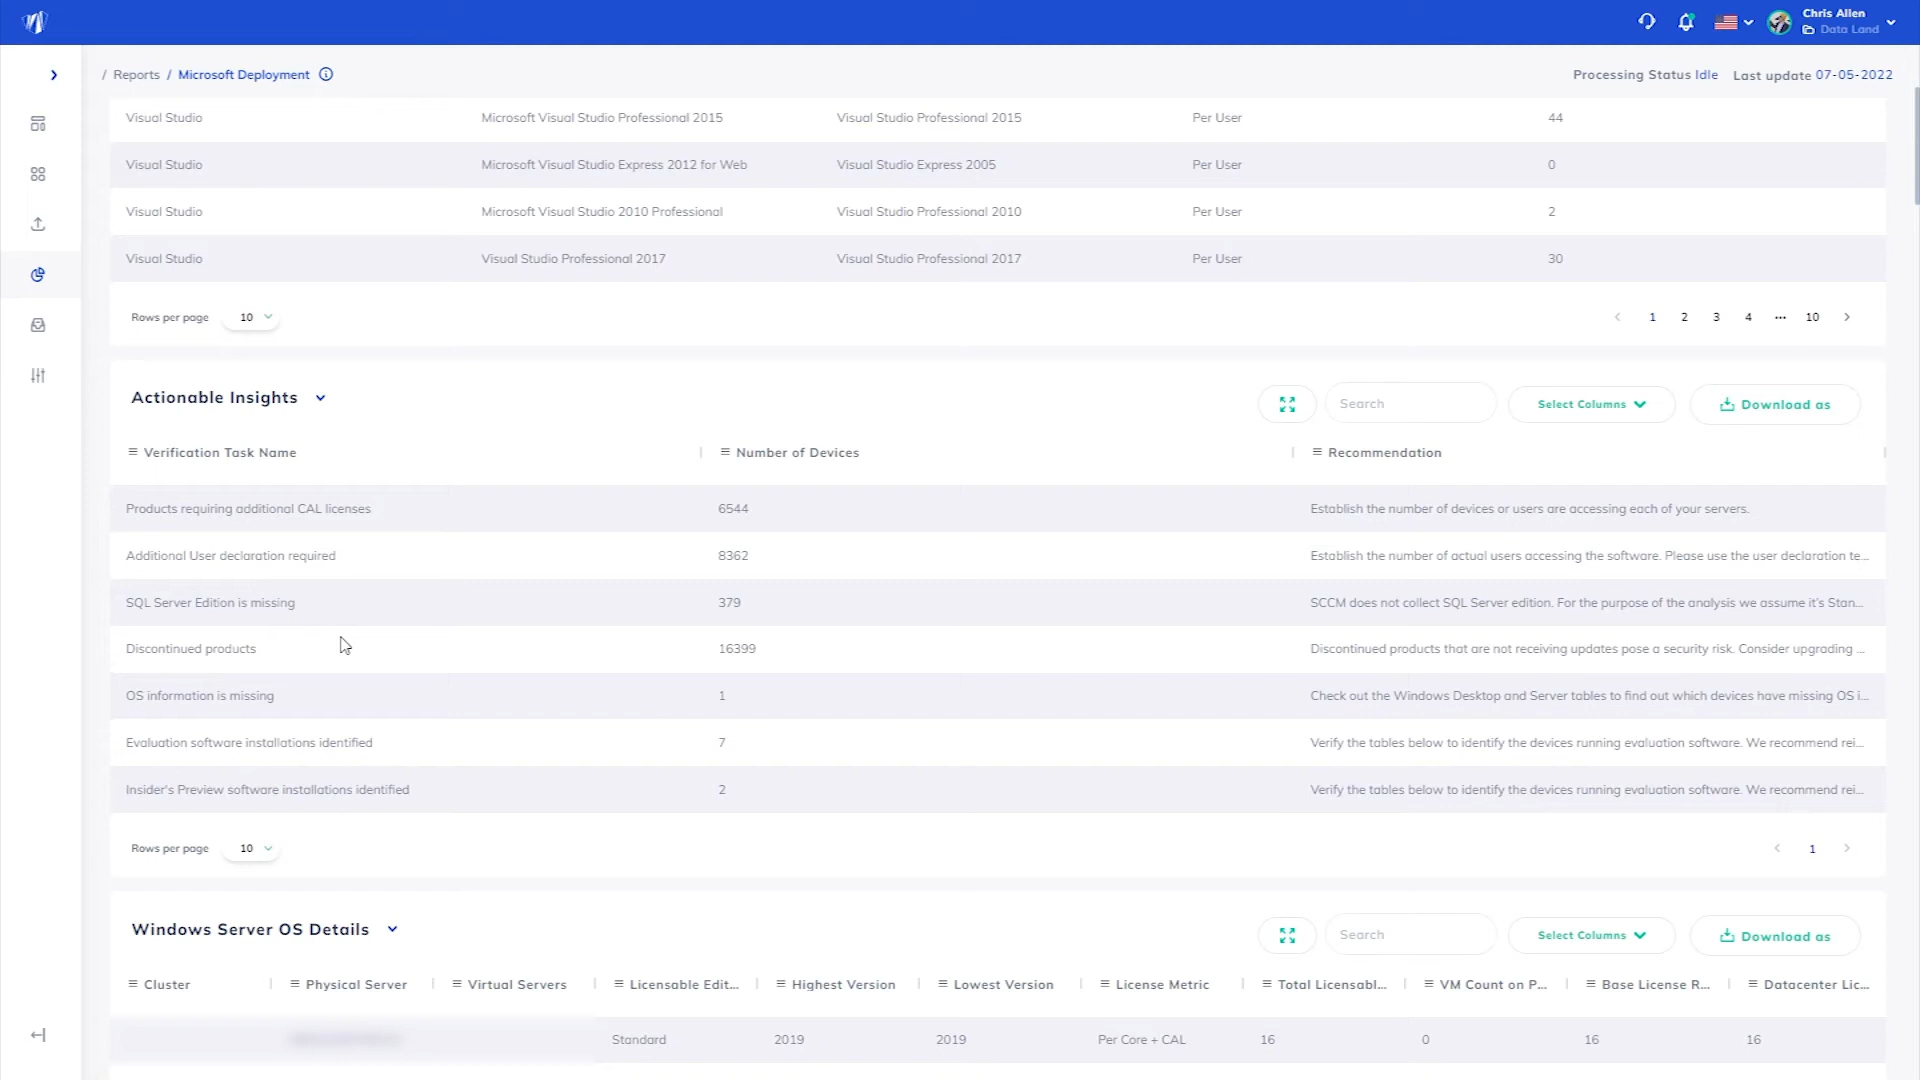 Chris Allen
Data Land
/ Reports / Microsoft Deployment
Processing Status Idle Last update 07-05-2022
Visual Studio Microsoft Visual Studio Professional 2015 Visual Studio Professional 2015 Per User 44
Visual Studio Microsoft Visual Studio Express 2012 for Web Visual Studio Express 2005 Per User 0
Visual Studio Microsoft Visual Studio 2010 Professional Visual Studio Professional 2010 Per User 2
Visual Studio Visual Studio Professional 2017 Visual Studio Professional 2017 Per User 30
Rows per page 10 1 2 3 4 ... 10
Actionable Insights Search Select Columns Download as
Verification Task Name Number of Devices Recommendation
Products requiring additional CAL licenses 6544 Establish the number of devices or users are accessing each of your servers.
Additional User declaration required 8362 Establish the number of actual users accessing the software. Please use the user declaration te...
SQL Server Edition is missing 379 SCCM does not collect SQL Server edition. For the purpose of the analysis we assume it's Stan...
Discontinued products 16399 Discontinued products that are not receiving updates pose a security risk. Consider upgrading ...
OS information is missing 1 Check out the Windows Desktop and Server tables to find out which devices have missing OS i...
Evaluation software installations identified 7 Verify the tables below to identify the devices running evaluation software. We recommend rei...
Insider's Preview software installations identified 2 Verify the tables below to identify the devices running evaluation software. We recommend rei...
Rows per page 10 1
Windows Server OS Details Search Select Columns Download as
Cluster Physical Server Virtual Servers Licensable Edit... Highest Version Lowest Version License Metric Total Licensabl... VM Count on P... Base License R... Datacenter Lic...
Standard 2019 2019 Per Core + CAL 16 0 16 16